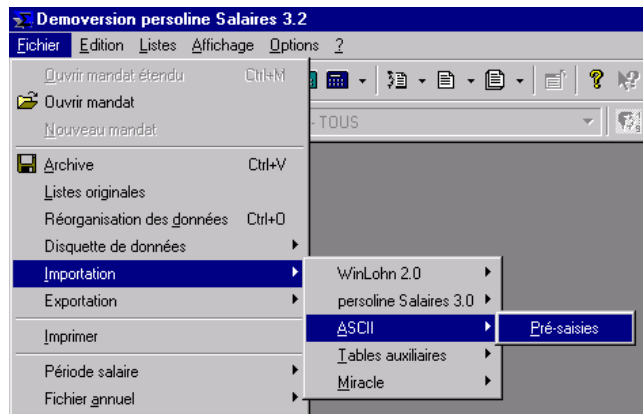 Demoversion persoline Salaires 3.2
Fichier Edition Listes Affichage Options ?
Ouvrir mandat étendu Ctrl+M
Ouvrir mandat
Nouveau mandat
- TOUS
Archive Ctrl+V
Listes originales
Réorganisation des données Ctrl+O
Disquette de données
Importation
WinLohn 2.0
Exportation
persoline Salaires 3.0
ASCII
Pré-saisies
Imprimer
Tables auxiliaires
Période salaire
Miracle
Fichier annuel